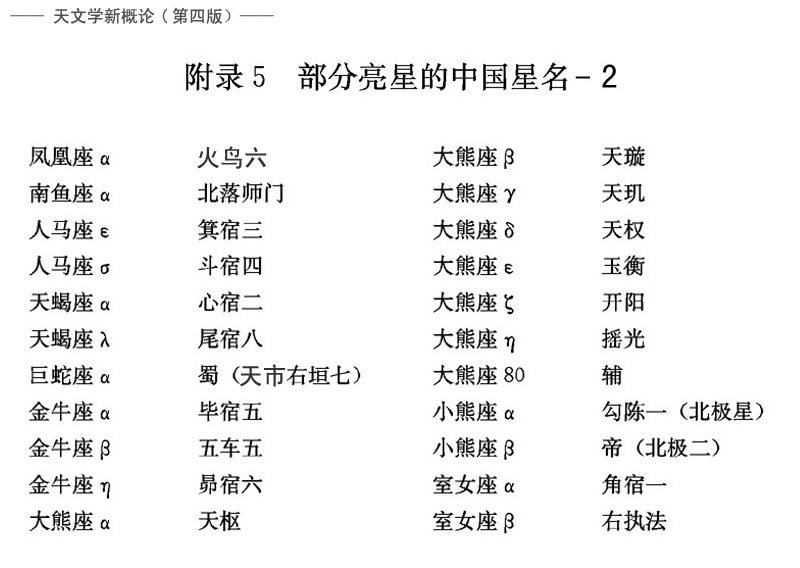 —— 天文学新概论（第四版）——
附录 5 部分亮星的中国星名 - 2
凤凰座 α 火鸟六 大熊座 β 天璇
南鱼座 α 北落师门 大熊座 γ 天玑
人马座 ε 箕宿三 大熊座 δ 天权
人马座 σ 斗宿四 大熊座 ε 玉衡
天蝎座 α 心宿二 大熊座 ζ 开阳
天蝎座 λ 尾宿八 大熊座 η 摇光
巨蛇座 α 蜀（天市右垣七） 大熊座 80 辅
金牛座 α 毕宿五 小熊座 α 勾陈一（北极星）
金牛座 β 五车五 小熊座 β 帝（北极二）
金牛座 η 昴宿六 室女座 α 角宿一
大熊座 α 天枢 室女座 β 右执法